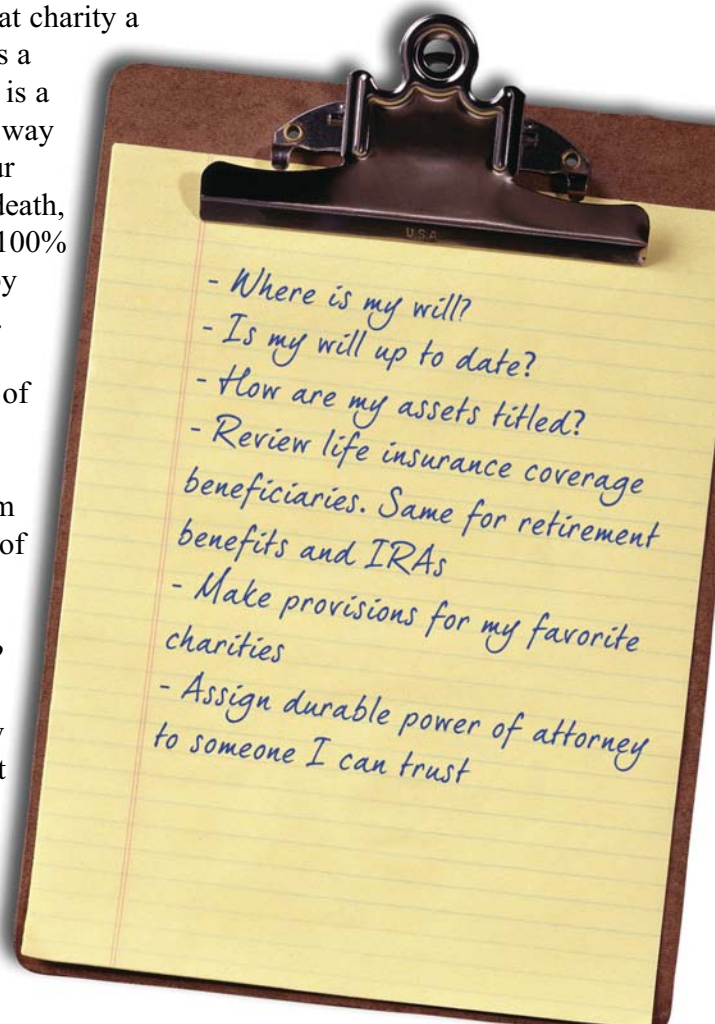 at charity a
s a
is a
way
ur
death,
100%
by
of
m
of
?
y
t
U.S.A.
- Where is my will?
- Is my will up to date?
- How are my assets titled?
- Review life insurance coverage
beneficiaries. Same for retirement
benefits and IRAs
- Make provisions for my favorite
charities
- Assign durable power of attorney
to someone I can trust